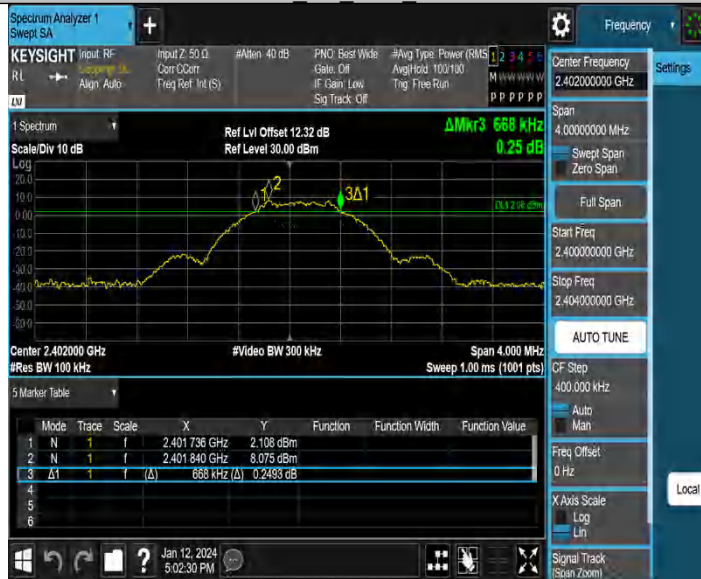 Spectrum Analyzer 1
Swept SA
+
Frequency
KEYSIGHT
Input: RF
Input Z: 50 Ω
#Atten: 40 dB
PNO: Best Wide
#Avg Type: Power (RMS
1 2 3 4 5 6
RL
Align: Auto
Corr CCorr
Freq Ref: Int (S)
Gate: Off
IF Gain: Low
Sig Track: Off
Avg|Hold: 100/100
Trig: Free Run
M W W W W W
P P P P P P
LXI
1 Spectrum
Scale/Div 10 dB
Ref Lvl Offset 12.32 dB
Ref Level 30.00 dBm
ΔMkr3 668 kHz
0.25 dB
Log
20.0
10.0
0.00
-10.0
-20.0
-30.0
-40.0
-50.0
1
2
3Δ1
Center 2.402000 GHz
#Res BW 100 kHz
#Video BW 300 kHz
Span 4.000 MHz
Sweep 1.00 ms (1001 pts)
5 Marker Table
Mode Trace Scale X Y Function Function Width Function Value
1 N 1 f 2.401 736 GHz 2.108 dBm
2 N 1 f 2.401 840 GHz 8.075 dBm
3 Δ1 1 f (Δ) 668 kHz (Δ) 0.2493 dB
4
5
6
?
Jan 12, 2024
5:02:30 PM
Center Frequency
2.402000000 GHz
Settings
Span
4.00000000 MHz
Swept Span
Zero Span
Full Span
Start Freq
2.400000000 GHz
Stop Freq
2.404000000 GHz
AUTO TUNE
CF Step
400.000 kHz
Auto
Man
Freq Offset
0 Hz
Local
X Axis Scale
Log
Lin
Signal Track
(Span Zoom)